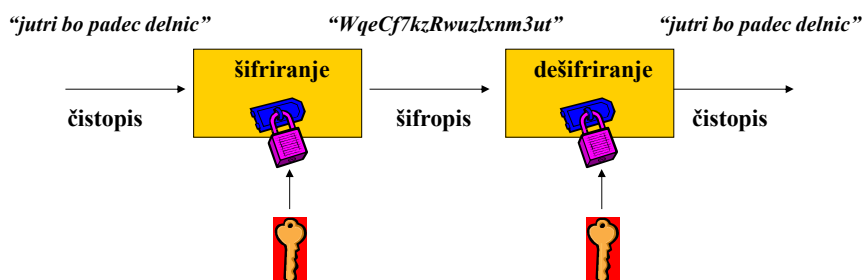 “jutri bo padec delnic” “WqeCf7kzRwuzlxnm3ut” “jutri bo padec delnic”
šifriranje dešifriranje
čistopis šifropis čistopis